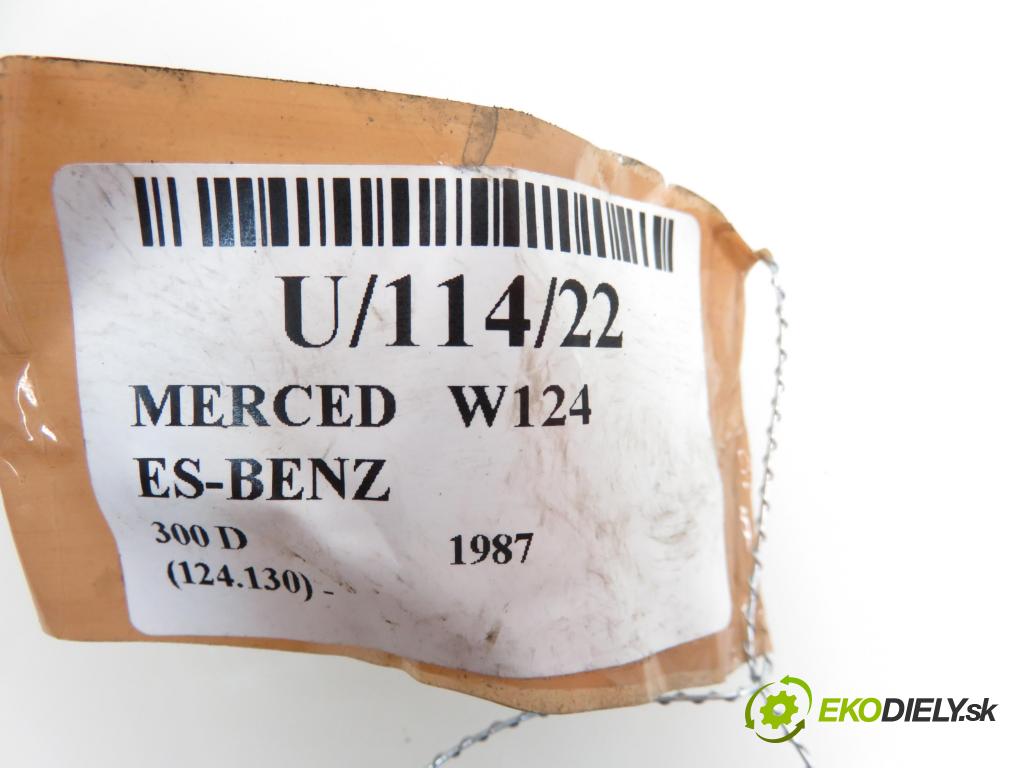 U/114/22
MERCED W124
ES-BENZ
300 D 1987
(124.130) -
EKODIELY.sk